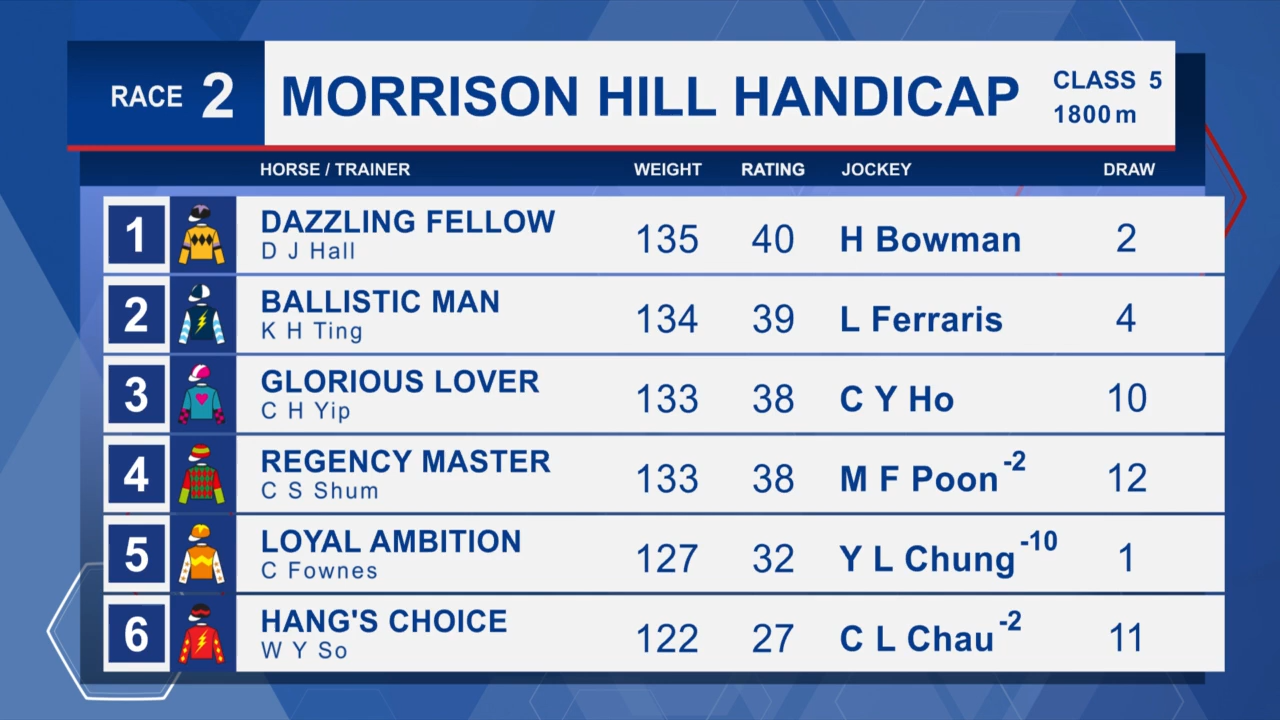 RACE 2 MORRISON HILL HANDICAP CLASS 5
1800m
HORSE / TRAINER WEIGHT RATING JOCKEY DRAW
1 DAZZLING FELLOW 135 40 H Bowman 2
D J Hall
2 BALLISTIC MAN 134 39 L Ferraris 4
K H Ting
3 GLORIOUS LOVER 133 38 C Y Ho 10
C H Yip
4 REGENCY MASTER 133 38 M F Poon -2 12
C S Shum
5 LOYAL AMBITION 127 32 Y L Chung -10 1
C Fownes
6 HANG'S CHOICE 122 27 C L Chau -2 11
W Y So